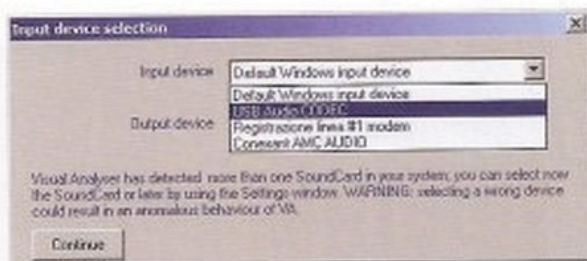 Input device selection
Input device
Default Windows input device
Default Windows input device
USB Audio CODEC
Output device
Registrazione linea #1 modem
Conexant AMC AUDIO
Visual Analyser has detected more than one SoundCard in your system; you can select now
the SoundCard or later by using the Settings window. WARNING: selecting a wrong device
could result in an anomalous behaviour of VA.
Continue